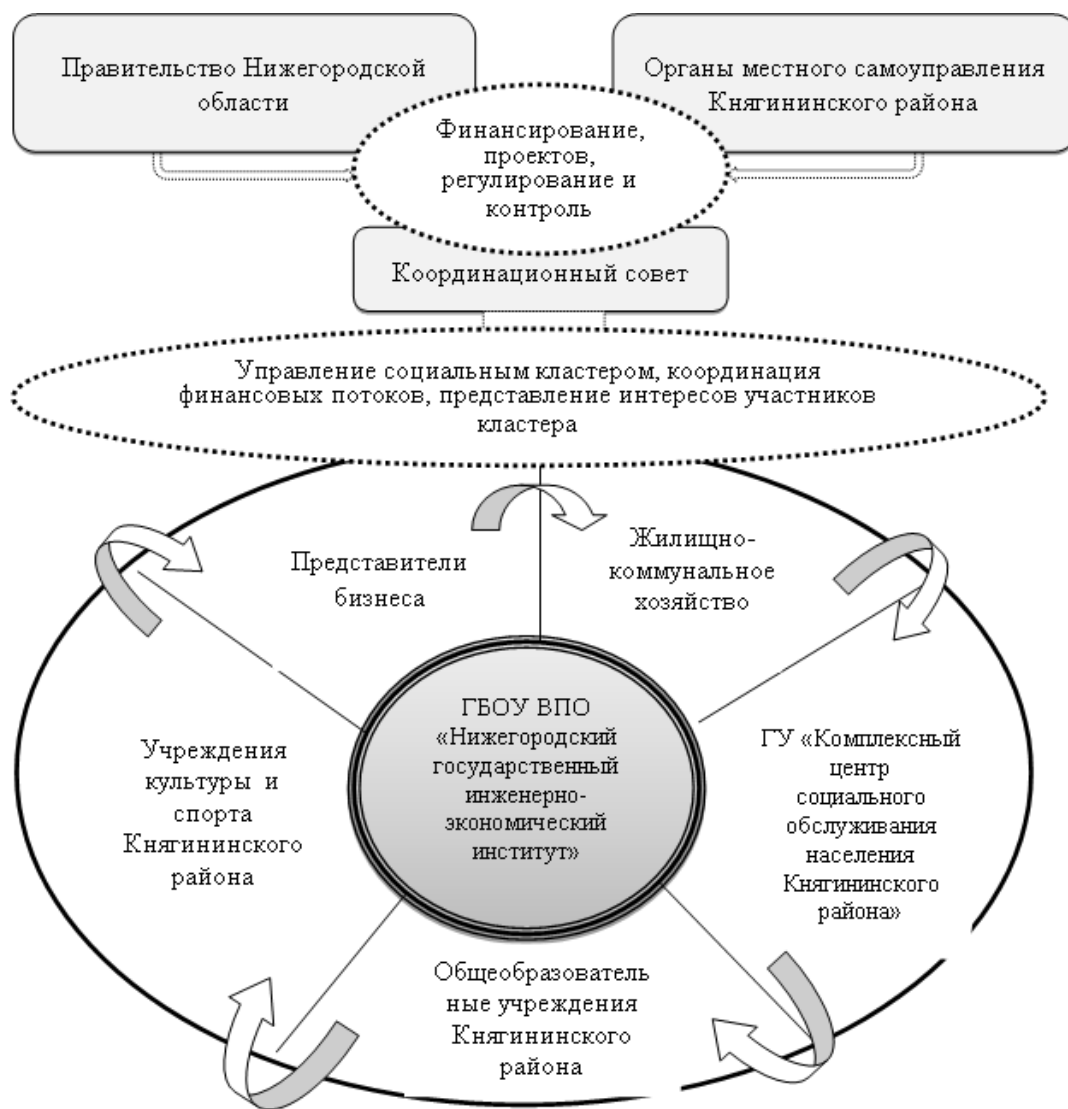 Правительство Нижегородской
области
Органы местного самоуправления
Княгининского района
Финансирование,
проектов,
регулирование и
контроль
Координационный совет
Управление социальным кластером, координация
финансовых потоков, представление интересов участников
кластера
Представители
бизнеса
Жилищно-
коммунальное
хозяйство
Учреждения
культуры и
спорта
Княгининского
района
ГБОУ ВПО
«Нижегородский
государственный
инженерно-
экономический
институт»
ГУ «Комплексный
центр
социального
обслуживания
населения
Княгининского
района»
Общеобразователь
ные учреждения
Княгининского
района